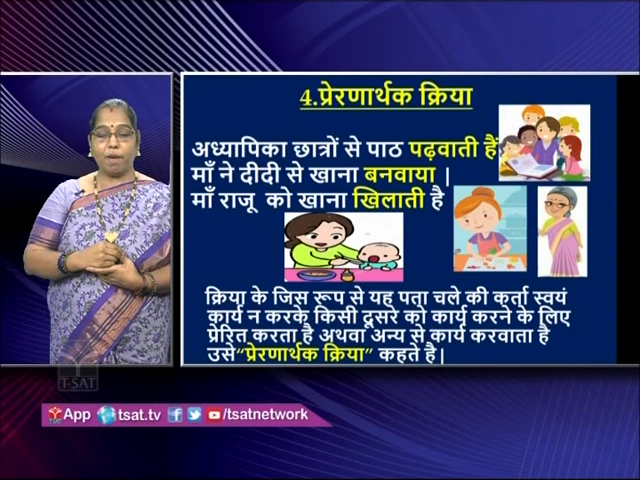 4.प्रेरणार्थक क्रिया
अध्यापिका छात्रों से पाठ पढ़वाती हैं
माँ ने दीदी से खाना बनवाया |
माँ राजू को खाना खिलाती है
क्रिया के जिस रूप से यह पता चले की कर्ता स्वयं
कार्य न करके किसी दूसरे को कार्य करने के लिए
प्रेरित करता है अथवा अन्य से कार्य करवाता है
उसे“प्रेरणार्थक क्रिया” कहते है|
T-SAT
App tsat.tv /tsatnetwork